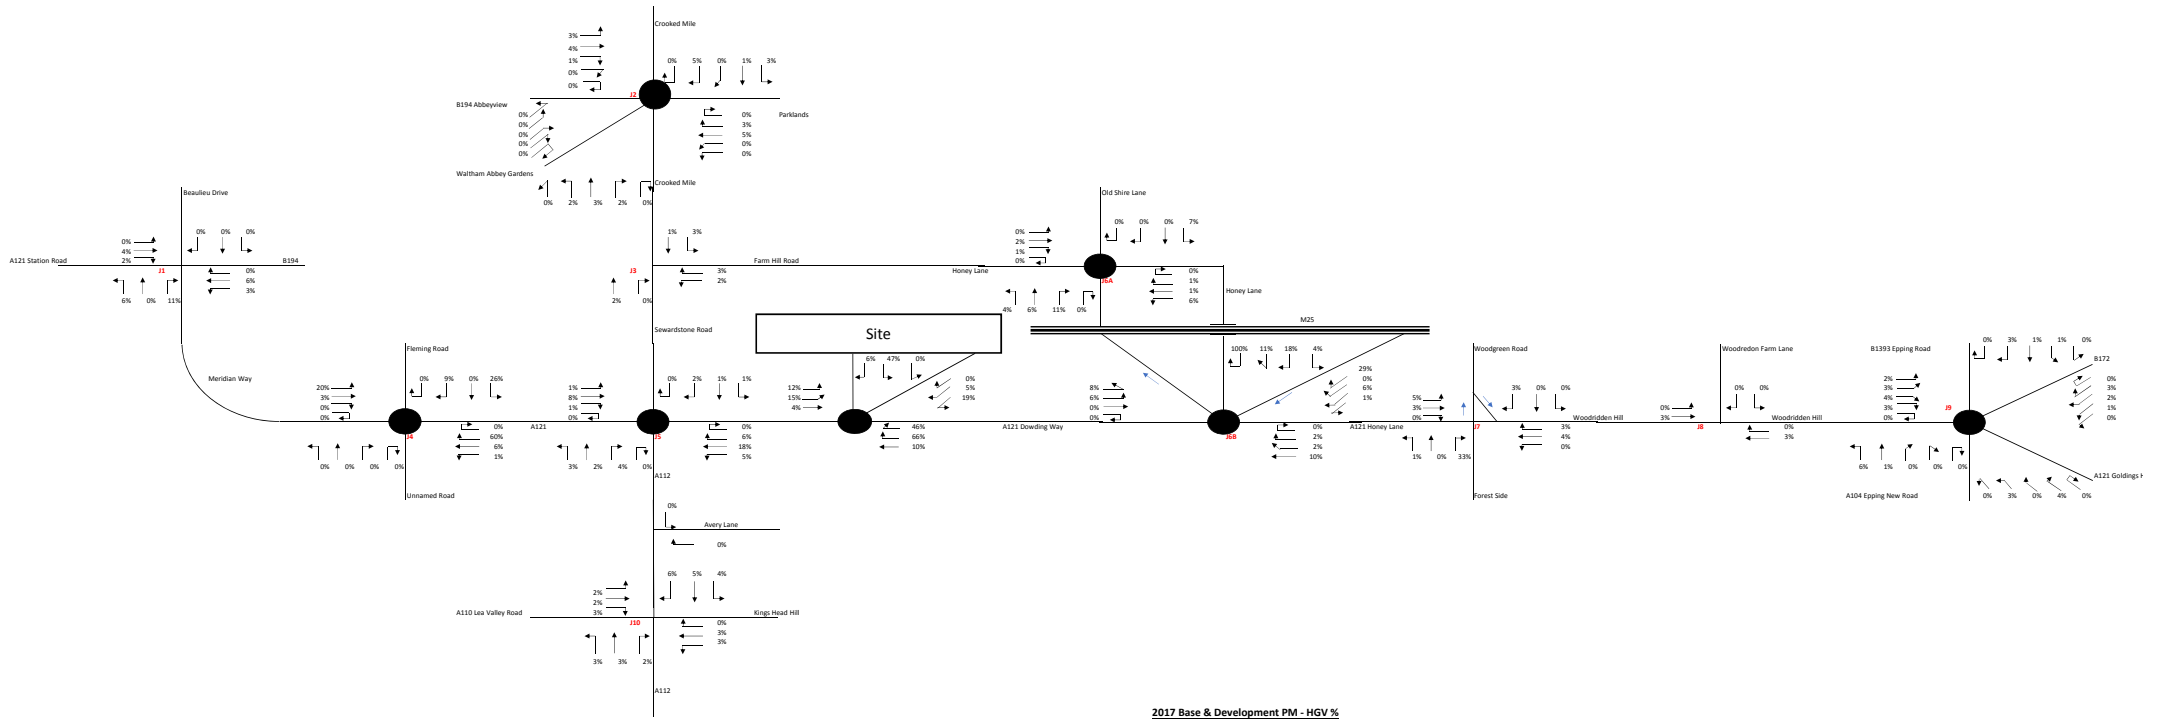 Crooked Mile
3%
4%
1%
0%
0%
0% 5% 0% 1% 3%
J2
B194 Abbeyview
Parklands
0%
0%
0%
0%
0%
0%
3%
5%
0%
0%
Waltham Abbey Gardens
Crooked Mile
0% 2% 3% 2% 0%
Beaulieu Drive
0% 0% 0%
0%
4%
2%
A121 Station Road
J1
B194
0%
6%
3%
6% 0% 11%
1% 3%
J3
Farm Hill Road
3%
2%
2% 0%
Old Shire Lane
0% 0% 0% 7%
0%
2%
1%
0%
Honey Lane
J6A
0%
1%
1%
6%
Honey Lane
4% 6% 11% 0%
Site
Sewardstone Road
M25
Meridian Way
Fleming Road
0% 9% 0% 26%
20%
3%
0%
0%
J4
0%
60%
6%
1%
A121
0% 0% 0% 0%
Unnamed Road
0% 2% 1% 1%
1%
8%
1%
0%
J5
0%
6%
18%
5%
3% 2% 4% 0%
A112
6% 47% 0%
12%
15%
4%
0%
5%
19%
46%
66%
10%
A121 Dowding Way
8%
6%
0%
0%
100% 11% 18% 4%
29%
0%
6%
1%
J6B
0%
2%
2%
10%
A121 Honey Lane
Woodgreen Road
5%
3%
0%
3% 0% 0%
J7
Woodridden Hill
3%
4%
0%
1% 0% 33%
Forest Side
Woodredon Farm Lane
0% 0%
0%
3%
J8
Woodridden Hill
0%
3%
B1393 Epping Road
0% 3% 1% 1% 0%
B172
2%
3%
4%
3%
0%
J9
0%
3%
2%
1%
0%
6% 1% 0% 0% 0%
A104 Epping New Road
0% 3% 0% 4% 0%
A121 Goldings H
0%
Avery Lane
0%
6% 5% 4%
2%
2%
3%
A110 Lea Valley Road
J10
Kings Head Hill
0%
3%
3%
3% 3% 2%
A112
2017 Base & Development PM - HGV %